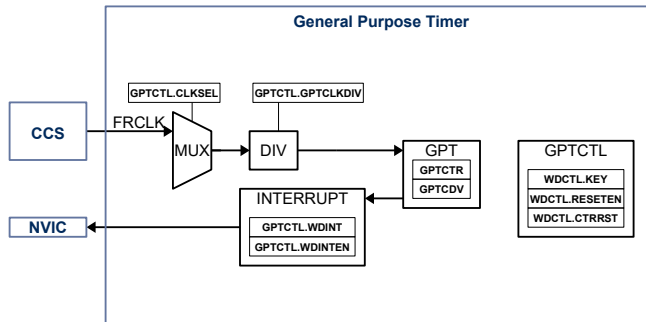 General Purpose Timer
GPTCTL.CLKSEL
GPTCTL.GPTCLKDIV
CCS
FRCLK
MUX
DIV
GPT
GPTCTR
GPTCDV
GPTCTL
WDCTL.KEY
WDCTL.RESETEN
WDCTL.CTRRST
INTERRUPT
GPTCTL.WDINT
GPTCTL.WDINTEN
NVIC